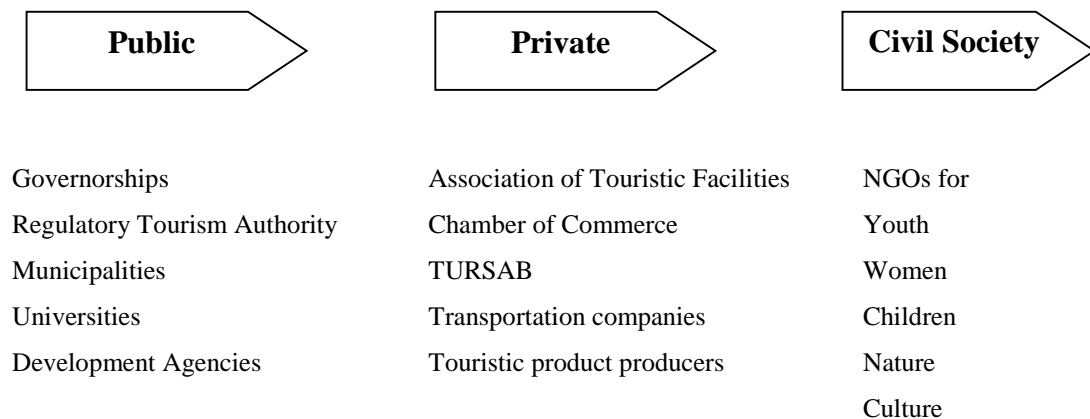 Public
Private
Civil Society
Governorships
Regulatory Tourism Authority
Municipalities
Universities
Development Agencies
Association of Touristic Facilities
Chamber of Commerce
TURSAB
Transportation companies
Touristic product producers
NGOs for
Youth
Women
Children
Nature
Culture